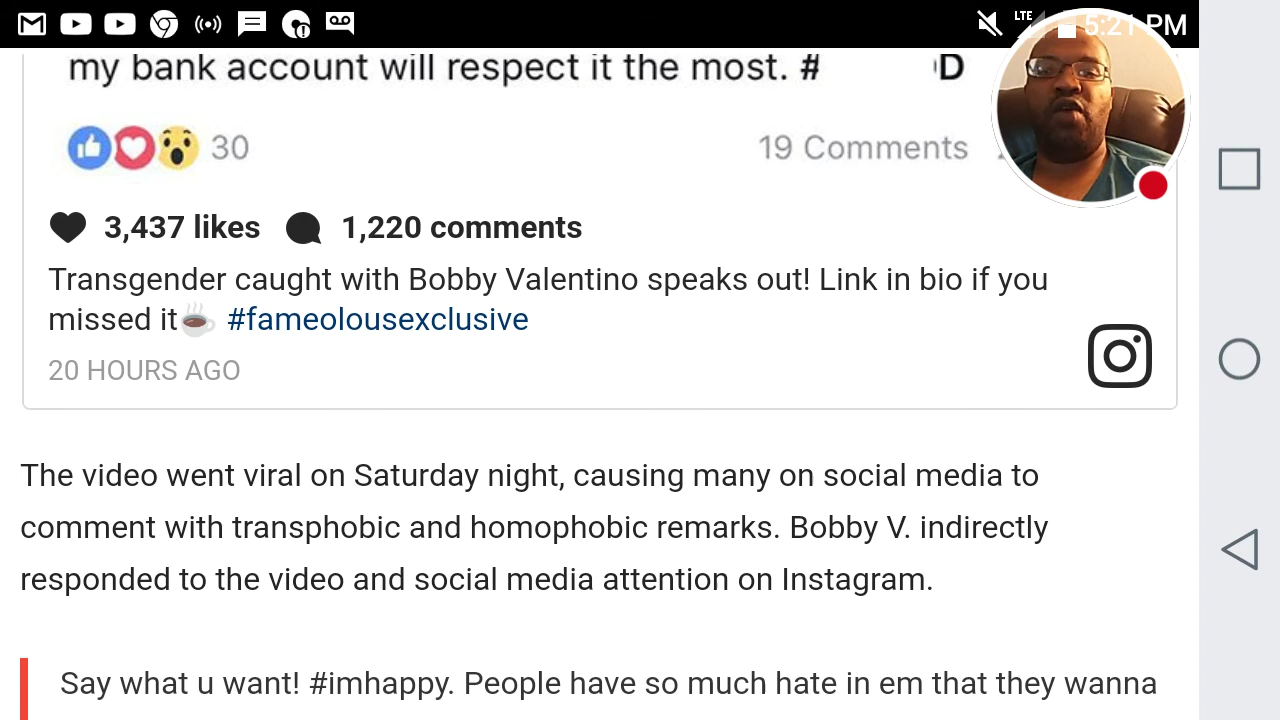 LTE 5:21 PM
my bank account will respect it the most. # D
30 19 Comments
3,437 likes 1,220 comments
Transgender caught with Bobby Valentino speaks out! Link in bio if you
missed it☕ #fameolousexclusive
20 HOURS AGO
The video went viral on Saturday night, causing many on social media to
comment with transphobic and homophobic remarks. Bobby V. indirectly
responded to the video and social media attention on Instagram.
Say what u want! #imhappy. People have so much hate in em that they wanna